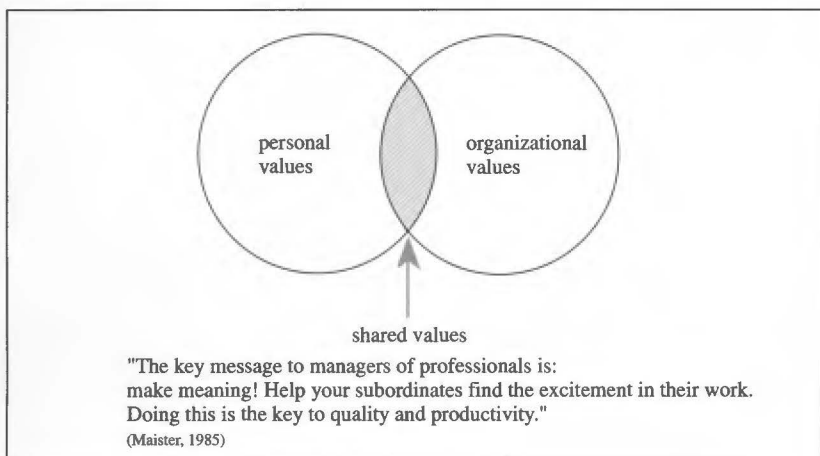 personal
values
organizational
values
shared values
"The key message to managers of professionals is:
make meaning! Help your subordinates find the excitement in their work.
Doing this is the key to quality and productivity."
(Maister, 1985)